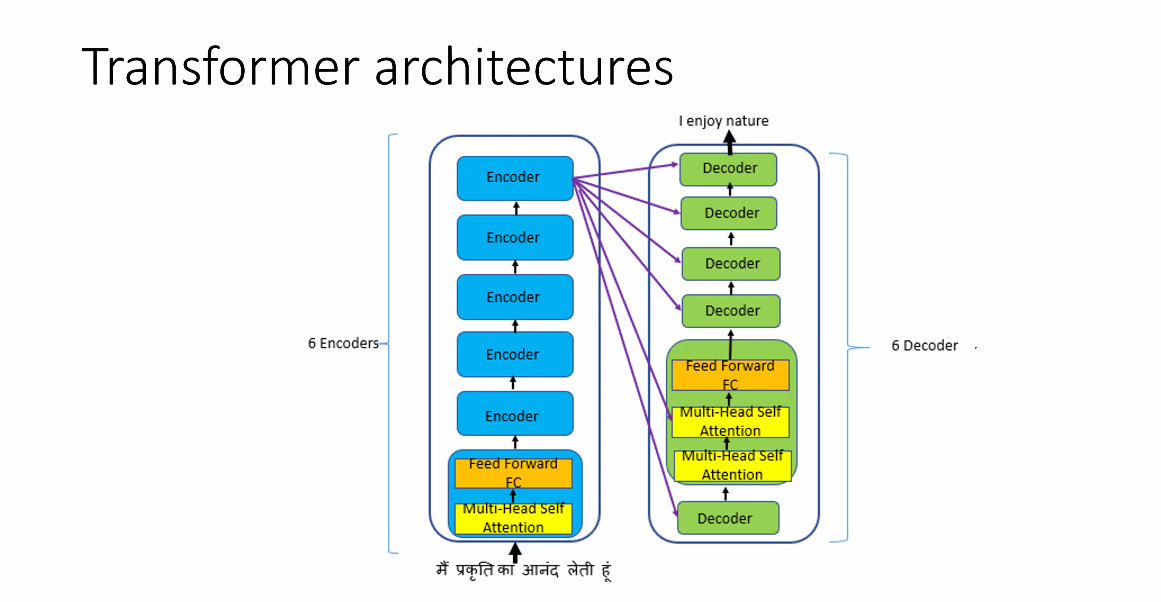 Transformer architectures
I enjoy nature
Encoder
Encoder
Encoder
Encoder
Encoder
Feed Forward
FC
Multi-Head Self
Attention
6 Encoders
मैं प्रकृति का आनंद लेती हूं
Decoder
Decoder
Decoder
Decoder
Feed Forward
FC
Multi-Head Self
Attention
Multi-Head Self
Attention
Decoder
6 Decoder .